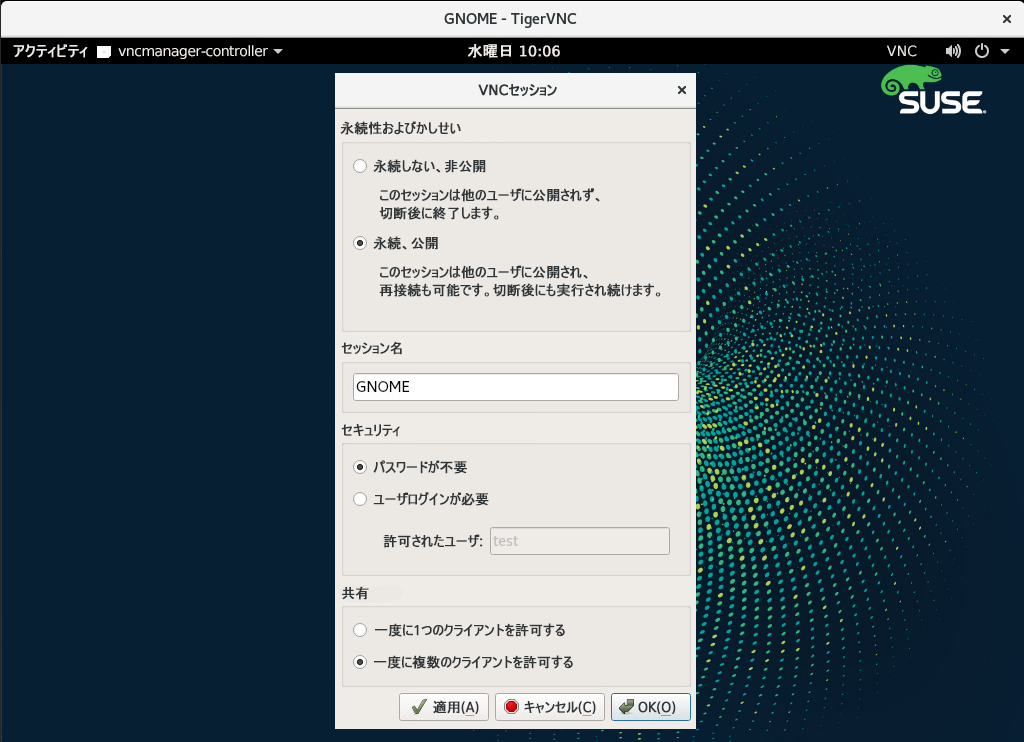 GNOME - TigerVNC
アクティビティ vncmanager-controller 水曜日 10:06 VNC
SUSE
VNCセッション
永続性およびかしせい
永続しない、非公開
このセッションは他のユーザに公開されず、
切断後に終了します。
永続、公開
このセッションは他のユーザに公開され、
再接続も可能です。切断後にも実行され続けます。
セッション名
GNOME
セキュリティ
パスワードが不要
ユーザログインが必要
許可されたユーザ: test
共有
一度に1つのクライアントを許可する
一度に複数のクライアントを許可する
適用(A) キャンセル(C) OK(O)